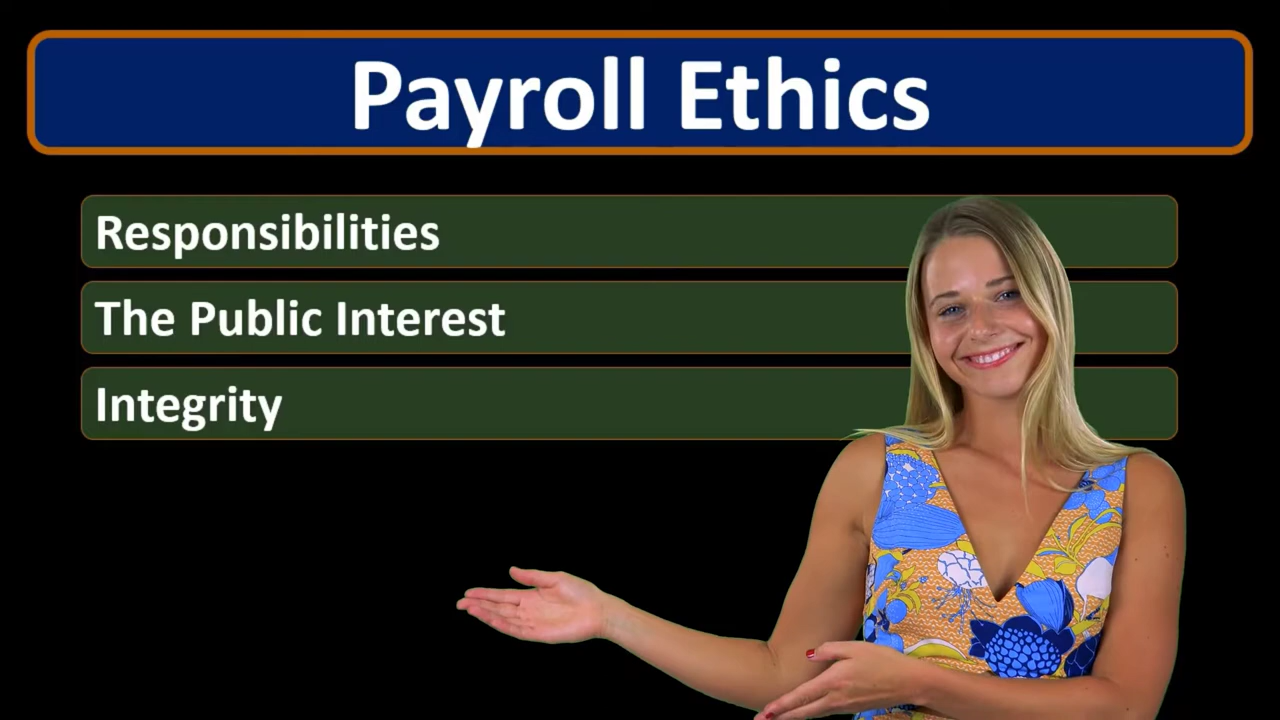 Payroll Ethics
Responsibilities
The Public Interest
Integrity